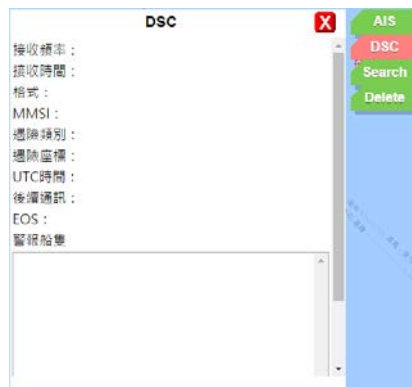 DSC
X
接收頻率：
接收時間：
格式：
MMSI：
遇險類別：
遇險座標：
UTC時間：
後續通訊：
EOS：
警報船隻
AIS
DSC
Search
Delete